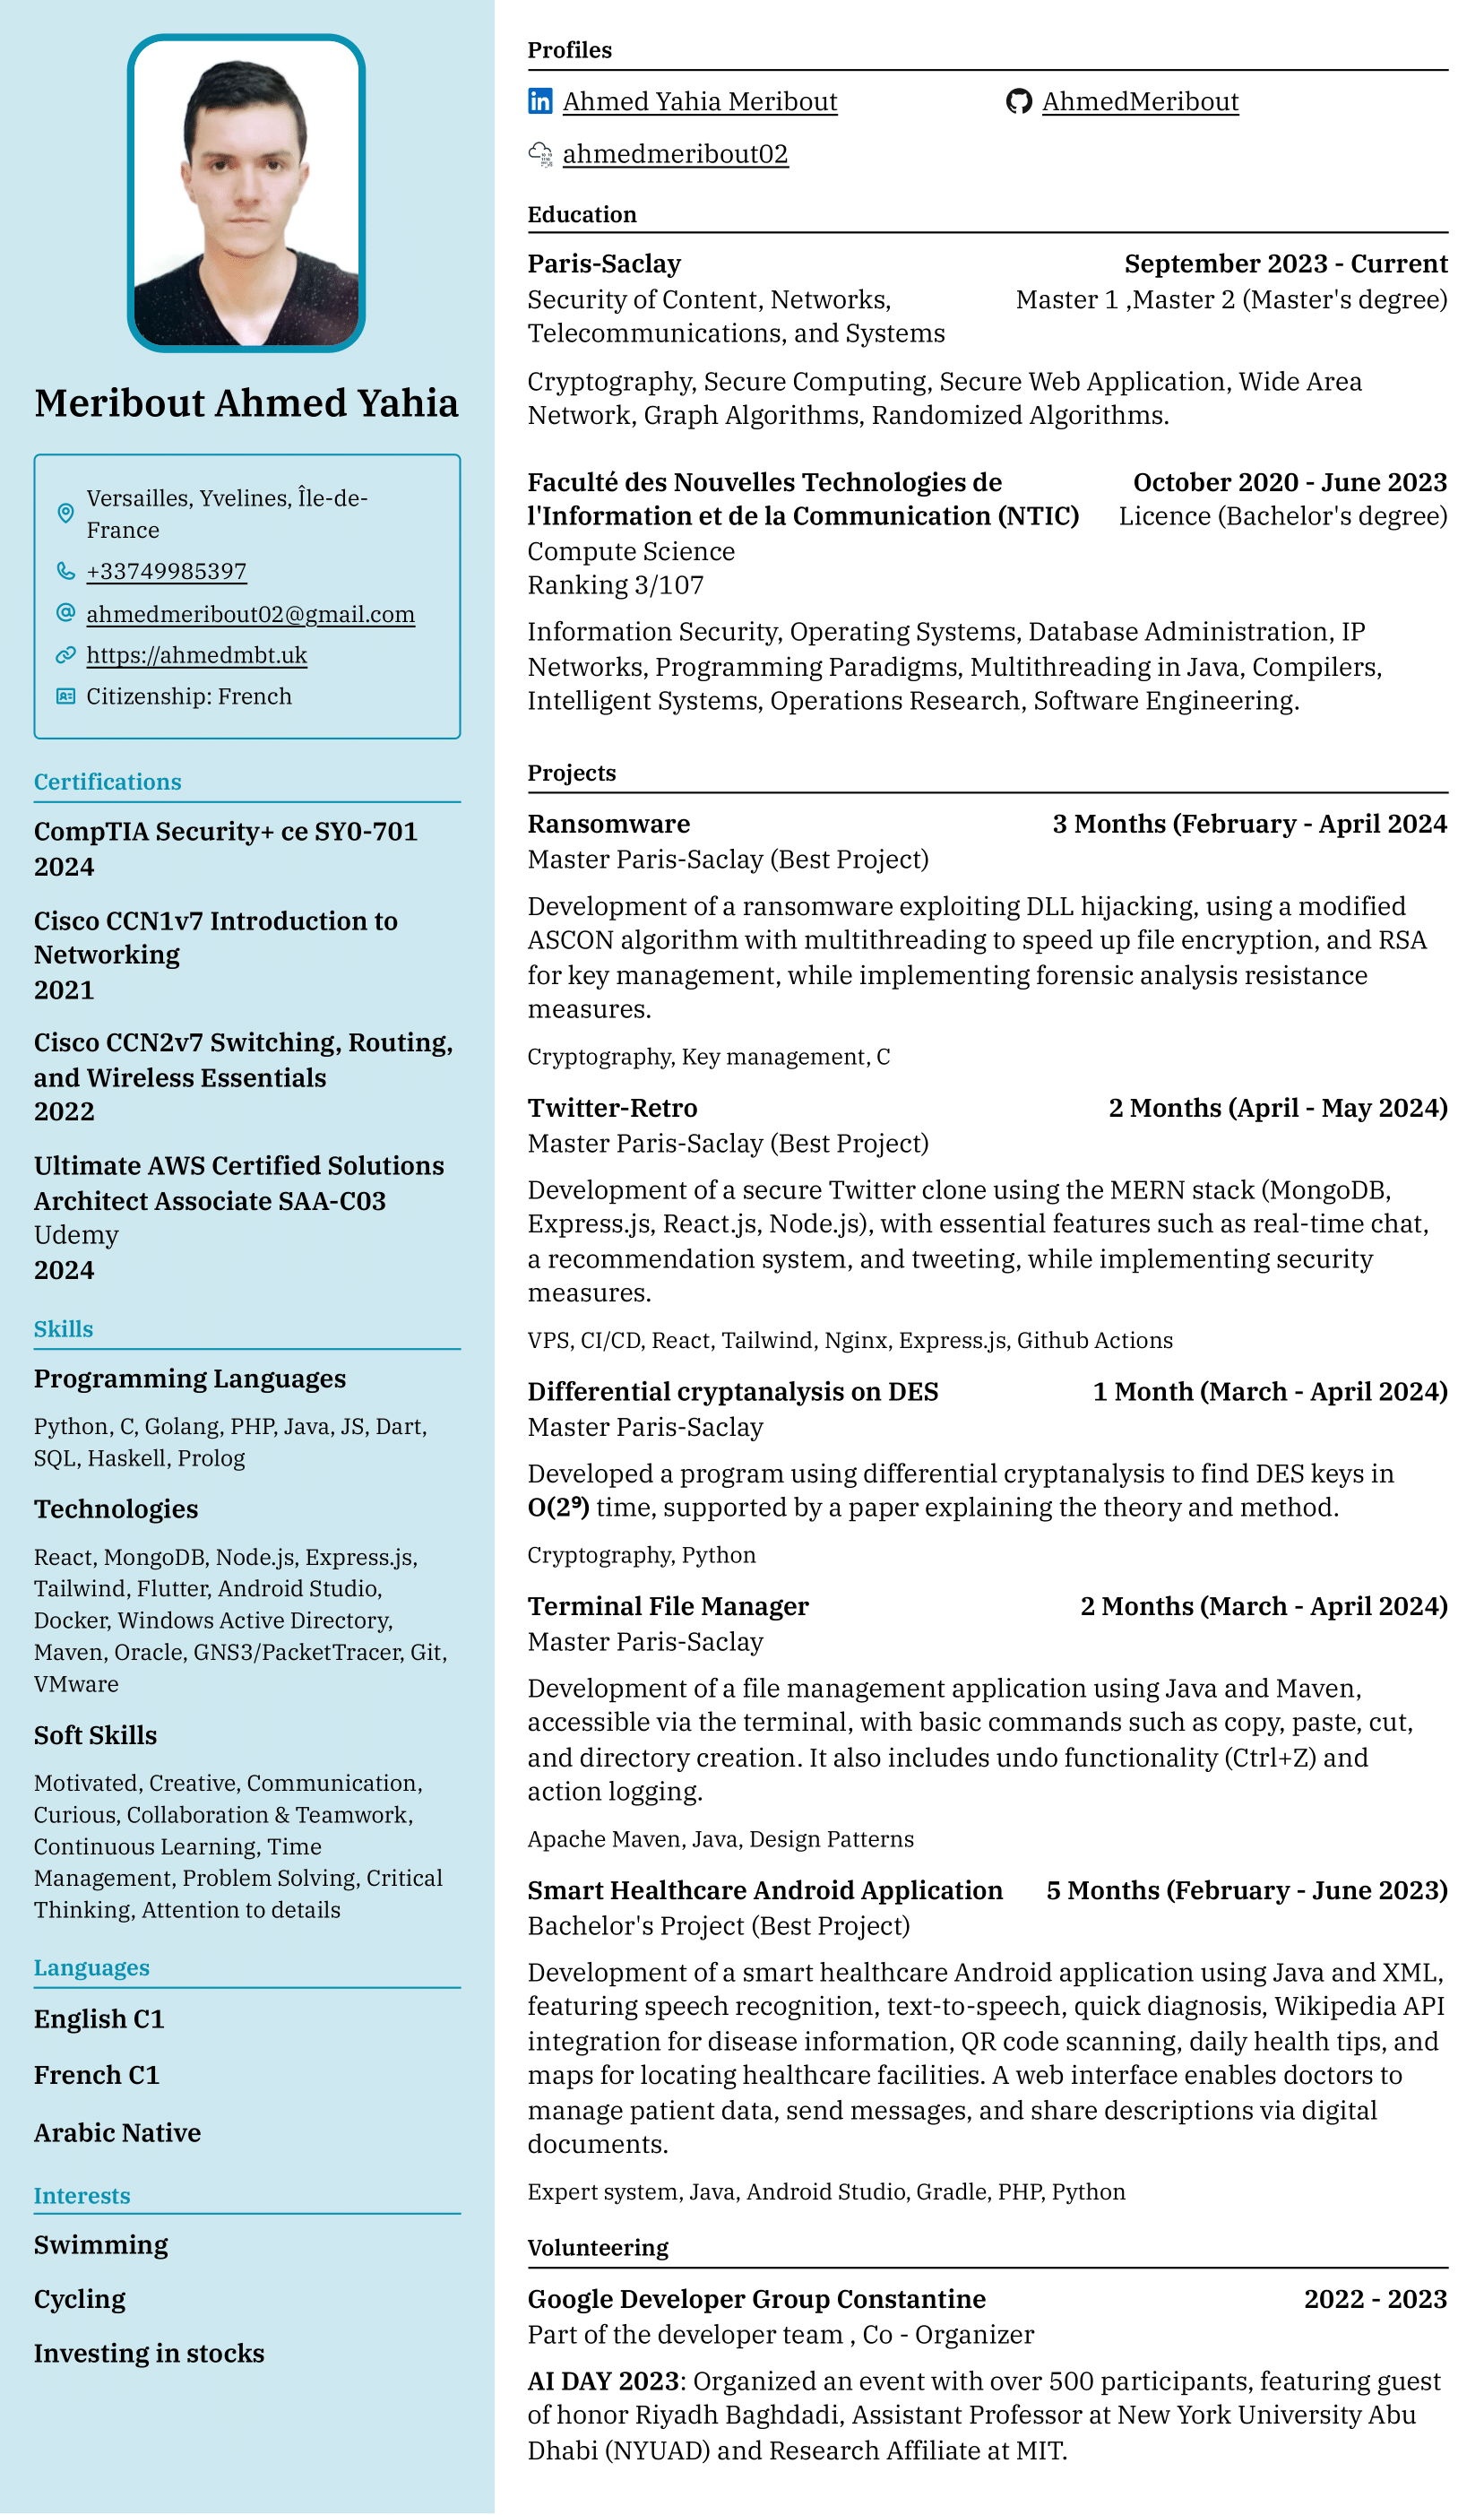 Meribout Ahmed Yahia
Versailles, Yvelines, Île-de-
France
+33749985397
ahmedmeribout02@gmail.com
https://ahmedmbt.uk
Citizenship: French
Certifications
CompTIA Security+ ce SY0-701
2024
Cisco CCN1v7 Introduction to
Networking
2021
Cisco CCN2v7 Switching, Routing,
and Wireless Essentials
2022
Ultimate AWS Certified Solutions
Architect Associate SAA-C03
Udemy
2024
Skills
Programming Languages
Python, C, Golang, PHP, Java, JS, Dart,
SQL, Haskell, Prolog
Technologies
React, MongoDB, Node.js, Express.js,
Tailwind, Flutter, Android Studio,
Docker, Windows Active Directory,
Maven, Oracle, GNS3/PacketTracer, Git,
VMware
Soft Skills
Motivated, Creative, Communication,
Curious, Collaboration & Teamwork,
Continuous Learning, Time
Management, Problem Solving, Critical
Thinking, Attention to details
Languages
English C1
French C1
Arabic Native
Interests
Swimming
Cycling
Investing in stocks
Profiles
Ahmed Yahia Meribout AhmedMeribout
ahmedmeribout02
Education
Paris-Saclay September 2023 - Current
Security of Content, Networks, Master 1 ,Master 2 (Master's degree)
Telecommunications, and Systems
Cryptography, Secure Computing, Secure Web Application, Wide Area
Network, Graph Algorithms, Randomized Algorithms.
Faculté des Nouvelles Technologies de October 2020 - June 2023
l'Information et de la Communication (NTIC) Licence (Bachelor's degree)
Compute Science
Ranking 3/107
Information Security, Operating Systems, Database Administration, IP
Networks, Programming Paradigms, Multithreading in Java, Compilers,
Intelligent Systems, Operations Research, Software Engineering.
Projects
Ransomware 3 Months (February - April 2024
Master Paris-Saclay (Best Project)
Development of a ransomware exploiting DLL hijacking, using a modified
ASCON algorithm with multithreading to speed up file encryption, and RSA
for key management, while implementing forensic analysis resistance
measures.
Cryptography, Key management, C
Twitter-Retro 2 Months (April - May 2024)
Master Paris-Saclay (Best Project)
Development of a secure Twitter clone using the MERN stack (MongoDB,
Express.js, React.js, Node.js), with essential features such as real-time chat,
a recommendation system, and tweeting, while implementing security
measures.
VPS, CI/CD, React, Tailwind, Nginx, Express.js, Github Actions
Differential cryptanalysis on DES 1 Month (March - April 2024)
Master Paris-Saclay
Developed a program using differential cryptanalysis to find DES keys in
O(2⁹) time, supported by a paper explaining the theory and method.
Cryptography, Python
Terminal File Manager 2 Months (March - April 2024)
Master Paris-Saclay
Development of a file management application using Java and Maven,
accessible via the terminal, with basic commands such as copy, paste, cut,
and directory creation. It also includes undo functionality (Ctrl+Z) and
action logging.
Apache Maven, Java, Design Patterns
Smart Healthcare Android Application 5 Months (February - June 2023)
Bachelor's Project (Best Project)
Development of a smart healthcare Android application using Java and XML,
featuring speech recognition, text-to-speech, quick diagnosis, Wikipedia API
integration for disease information, QR code scanning, daily health tips, and
maps for locating healthcare facilities. A web interface enables doctors to
manage patient data, send messages, and share descriptions via digital
documents.
Expert system, Java, Android Studio, Gradle, PHP, Python
Volunteering
Google Developer Group Constantine 2022 - 2023
Part of the developer team , Co - Organizer
AI DAY 2023: Organized an event with over 500 participants, featuring guest
of honor Riyadh Baghdadi, Assistant Professor at New York University Abu
Dhabi (NYUAD) and Research Affiliate at MIT.